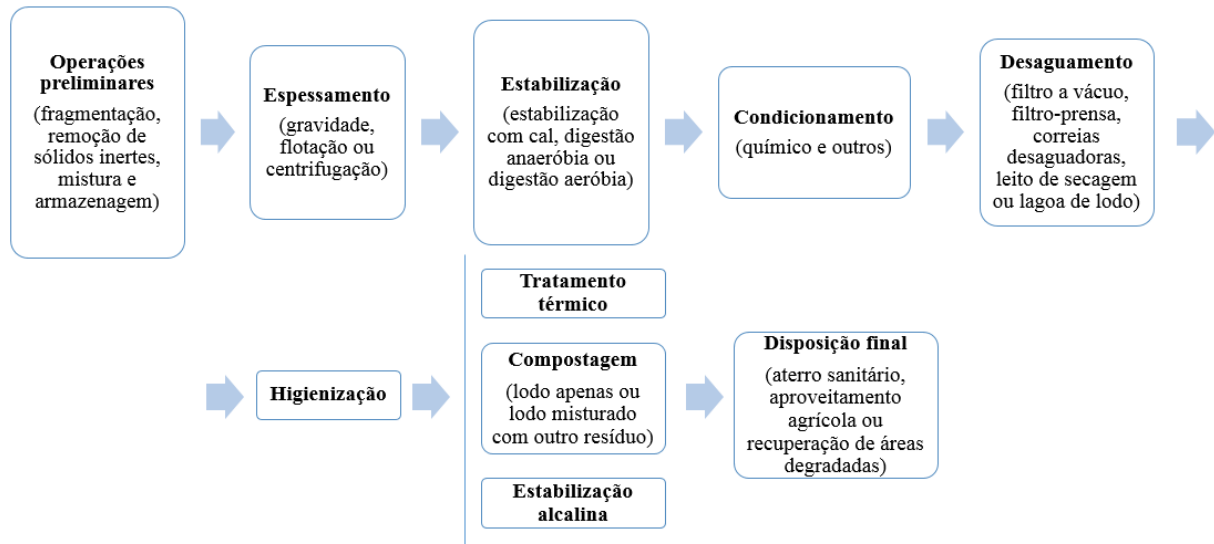 Operações
preliminares
(fragmentação,
remoção de
sólidos inertes,
mistura e
armazenagem)
Espessamento
(gravidade,
flotação ou
centrifugação)
Estabilização
(estabilização
com cal, digestão
anaeróbia ou
digestão aeróbia)
Condicionamento
(químico e outros)
Desaguamento
(filtro a vácuo,
filtro-prensa,
correias
desaguadoras,
leito de secagem
ou lagoa de lodo)
Higienização
Tratamento
térmico
Compostagem
(lodo apenas ou
lodo misturado
com outro resíduo)
Estabilização
alcalina
Disposição final
(aterro sanitário,
aproveitamento
agrícola ou
recuperação de áreas
degradadas)